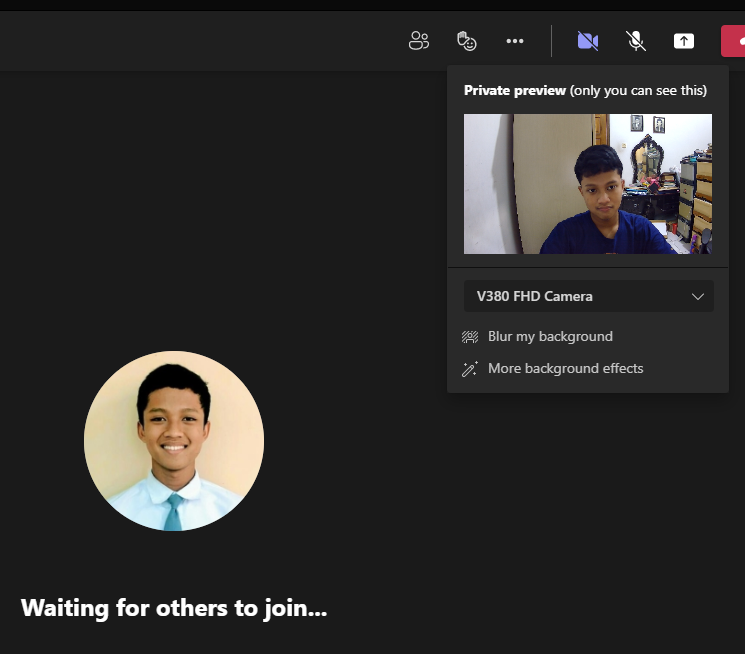 Private preview (only you can see this)
V380 FHD Camera
Blur my background
More background effects
Waiting for others to join...